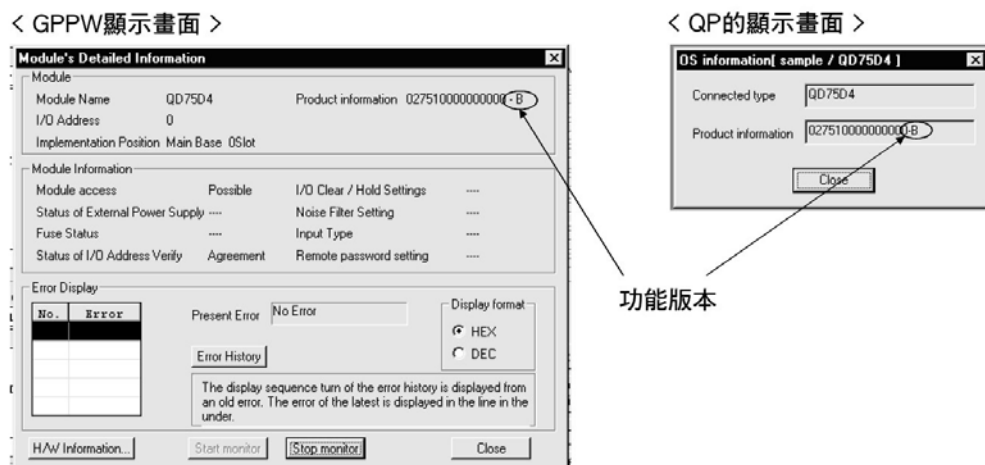 < GPPW顯示畫面 >
Module's Detailed Information
Module
Module Name QD75D4 Product information 027510000000000 - B
I/O Address 0
Implementation Position Main Base 0Slot
Module Information
Module access Possible I/O Clear / Hold Settings ----
Status of External Power Supply ---- Noise Filter Setting ----
Fuse Status ---- Input Type ----
Status of I/O Address Verify Agreement Remote password setting ----
Error Display
No. Error
Present Error No Error
Display format
HEX
DEC
Error History
The display sequence turn of the error history is displayed from
an old error. The error of the latest is displayed in the line in the
under.
H/W Information... Start monitor Stop monitor Close
< QP的顯示畫面 >
OS information[ sample / QD75D4 ]
Connected type QD75D4
Product information 027510000000000-B
Close
功能版本